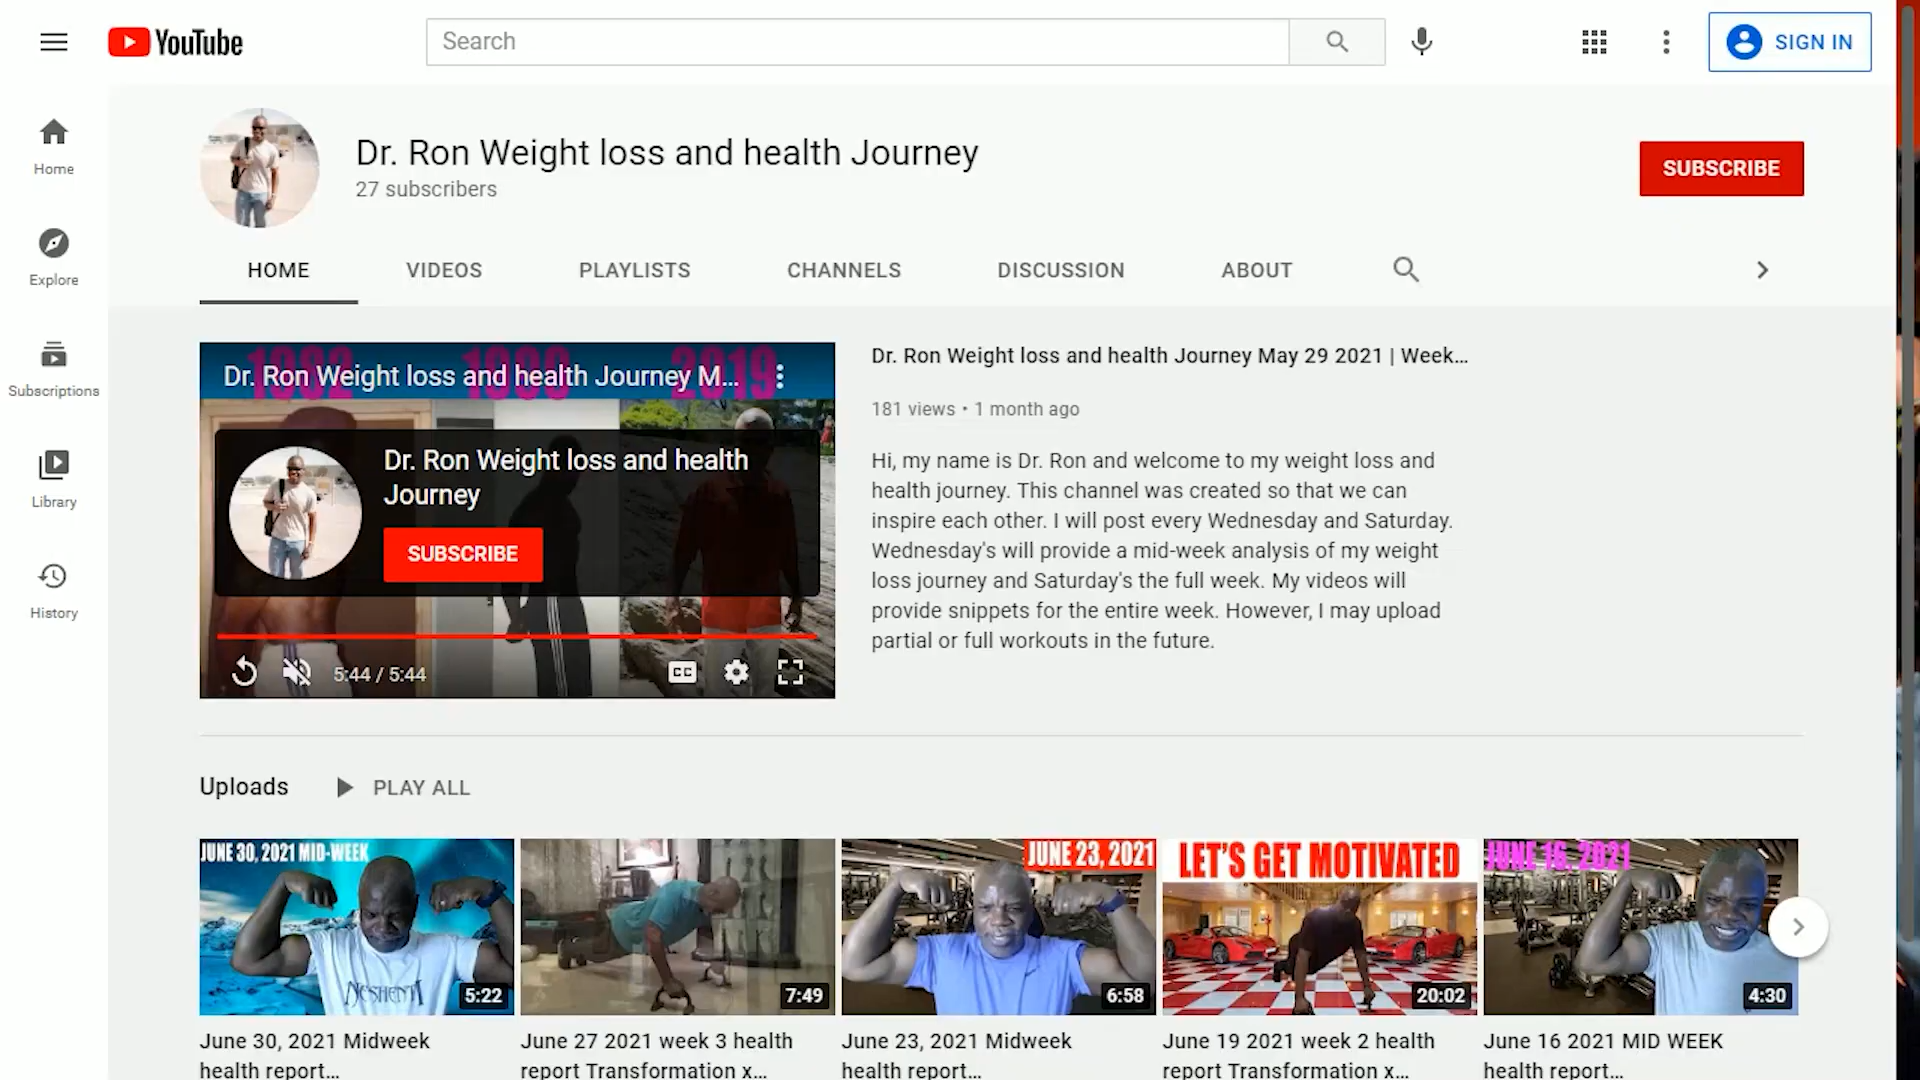 YouTube
Search
SIGN IN
Home
Explore
Subscriptions
Library
History
Dr. Ron Weight loss and health Journey
27 subscribers
SUBSCRIBE
HOME
VIDEOS
PLAYLISTS
CHANNELS
DISCUSSION
ABOUT
1982 1989 2019
Dr. Ron Weight loss and health Journey M...
Dr. Ron Weight loss and health
Journey
SUBSCRIBE
5:44 / 5:44
CC
Dr. Ron Weight loss and health Journey May 29 2021 | Week...
181 views • 1 month ago
Hi, my name is Dr. Ron and welcome to my weight loss and
health journey. This channel was created so that we can
inspire each other. I will post every Wednesday and Saturday.
Wednesday's will provide a mid-week analysis of my weight
loss journey and Saturday's the full week. My videos will
provide snippets for the entire week. However, I may upload
partial or full workouts in the future.
Uploads
PLAY ALL
JUNE 30, 2021 MID-WEEK
NESHENTI
5:22
7:49
JUNE 23, 2021
6:58
LET'S GET MOTIVATED
20:02
JUNE 16, 2021
4:30
June 30, 2021 Midweek
health report...
June 27 2021 week 3 health
report Transformation x...
June 23, 2021 Midweek
health report...
June 19 2021 week 2 health
report Transformation x...
June 16 2021 MID WEEK
health report...